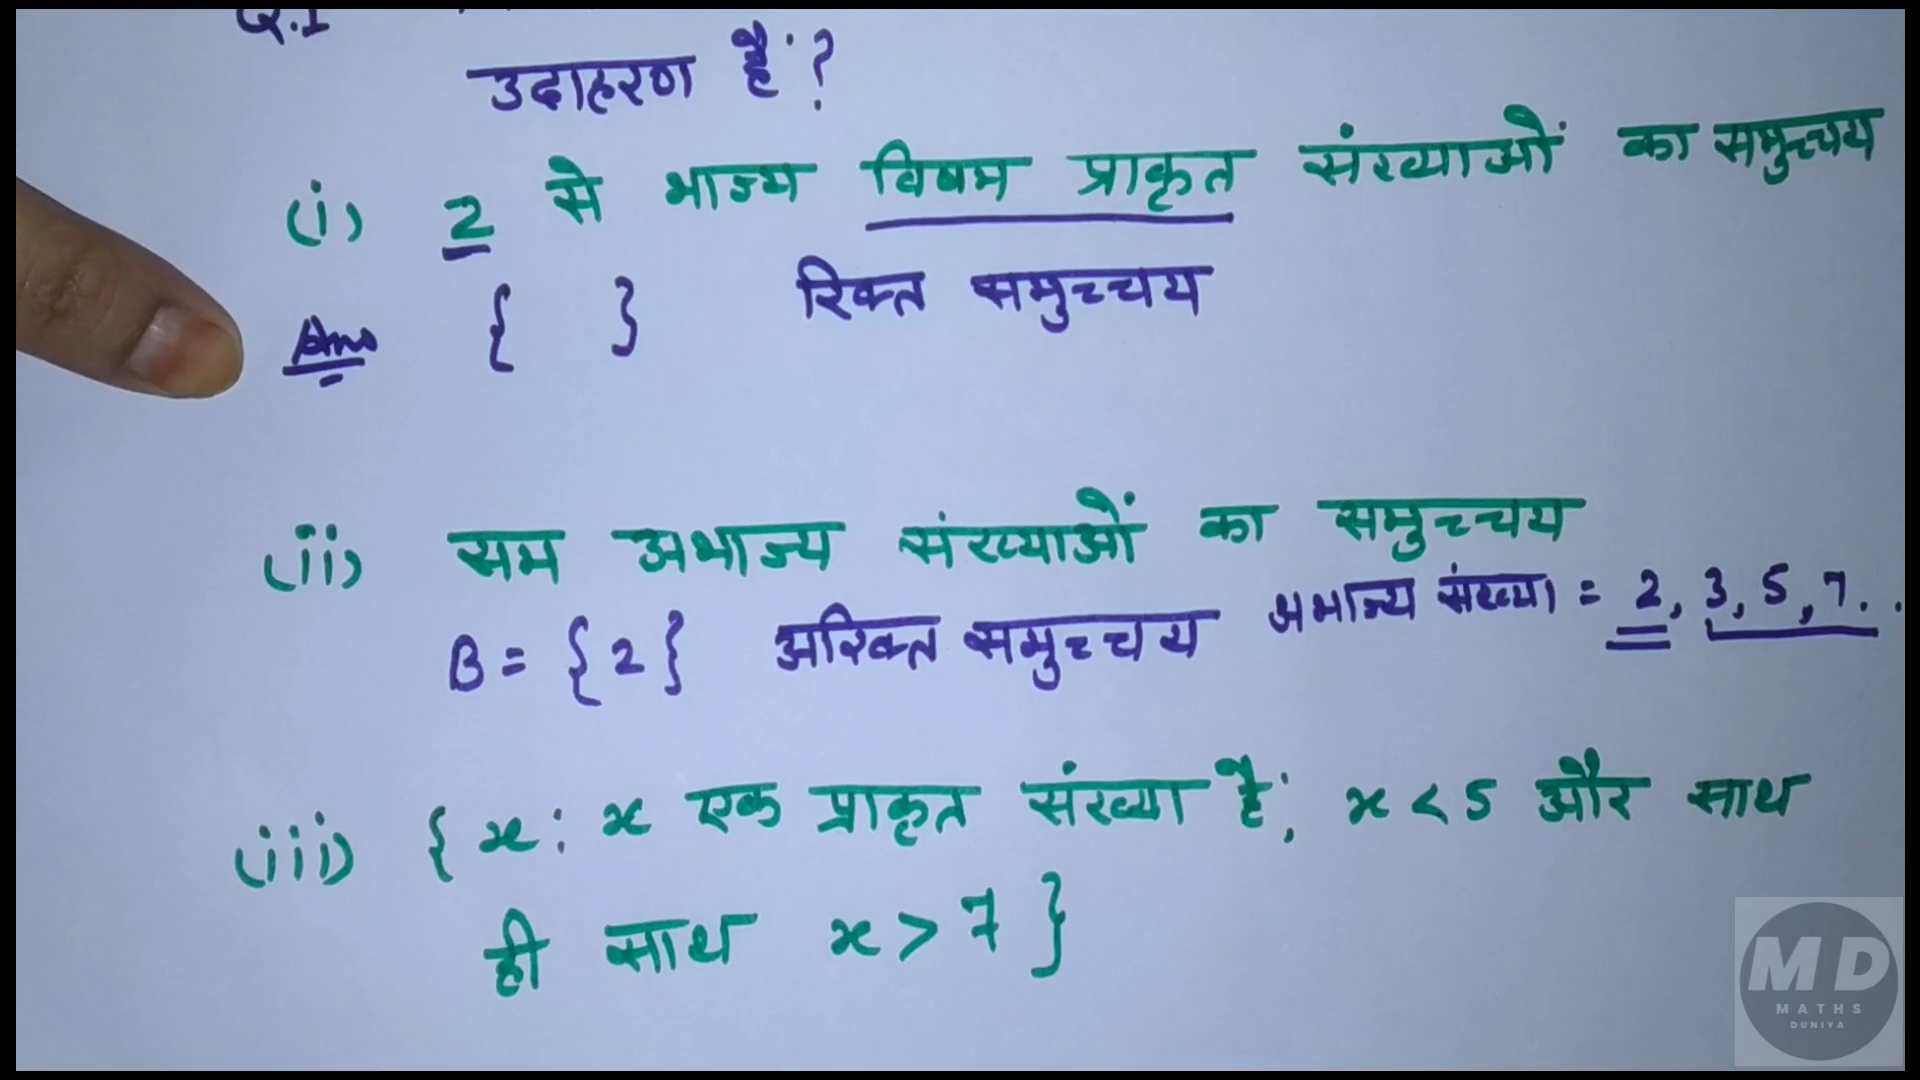 Q.1
उदाहरण है ?
(i) 2 से भाज्य विषम प्राकृत संख्याओं का समुच्चय
Ans { } रिक्त समुच्चय
(ii) सम अभाज्य संख्याओं का समुच्चय
B = {2} अरिक्त समुच्चय अभाज्य संख्या = 2, 3, 5, 7. .
(iii) { x : x एक प्राकृत संख्या है; x < 5 और साथ
ही साथ x > 7 }
MD
MATHS
DUNIYA